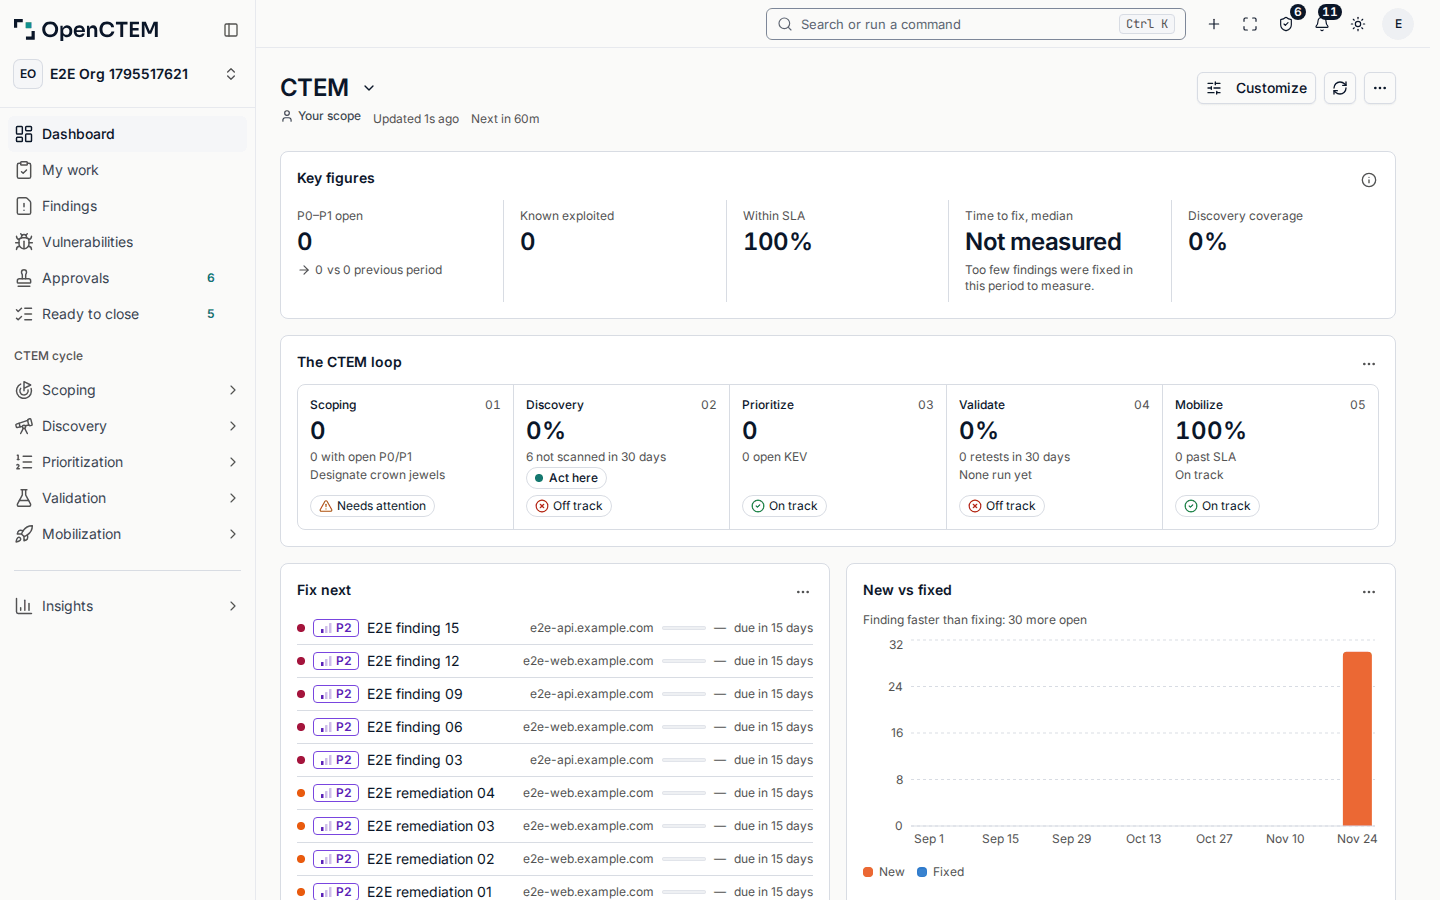 OpenCTEM
EO E2E Org 1795517621
Dashboard
My work
Findings
Vulnerabilities
Approvals 6
Ready to close 5
CTEM cycle
Scoping
Discovery
Prioritization
Validation
Mobilization
Insights
Search or run a command Ctrl K
6
11
E
CTEM
Your scope Updated 1s ago Next in 60m
Customize
Key figures
P0–P1 open
0
0 vs 0 previous period
Known exploited
0
Within SLA
100%
Time to fix, median
Not measured
Too few findings were fixed in
this period to measure.
Discovery coverage
0%
The CTEM loop
Scoping 01
0
0 with open P0/P1
Designate crown jewels
Needs attention
Discovery 02
0%
6 not scanned in 30 days
Act here
Off track
Prioritize 03
0
0 open KEV
On track
Validate 04
0%
0 retests in 30 days
None run yet
Off track
Mobilize 05
100%
0 past SLA
On track
On track
Fix next
P2 E2E finding 15 e2e-api.example.com — due in 15 days
P2 E2E finding 12 e2e-web.example.com — due in 15 days
P2 E2E finding 09 e2e-api.example.com — due in 15 days
P2 E2E finding 06 e2e-web.example.com — due in 15 days
P2 E2E finding 03 e2e-api.example.com — due in 15 days
P2 E2E remediation 04 e2e-web.example.com — due in 15 days
P2 E2E remediation 03 e2e-web.example.com — due in 15 days
P2 E2E remediation 02 e2e-web.example.com — due in 15 days
P2 E2E remediation 01 e2e-web.example.com — due in 15 days
New vs fixed
Finding faster than fixing: 30 more open
32
24
16
8
0
Sep 1 Sep 15 Sep 29 Oct 13 Oct 27 Nov 10 Nov 24
New Fixed